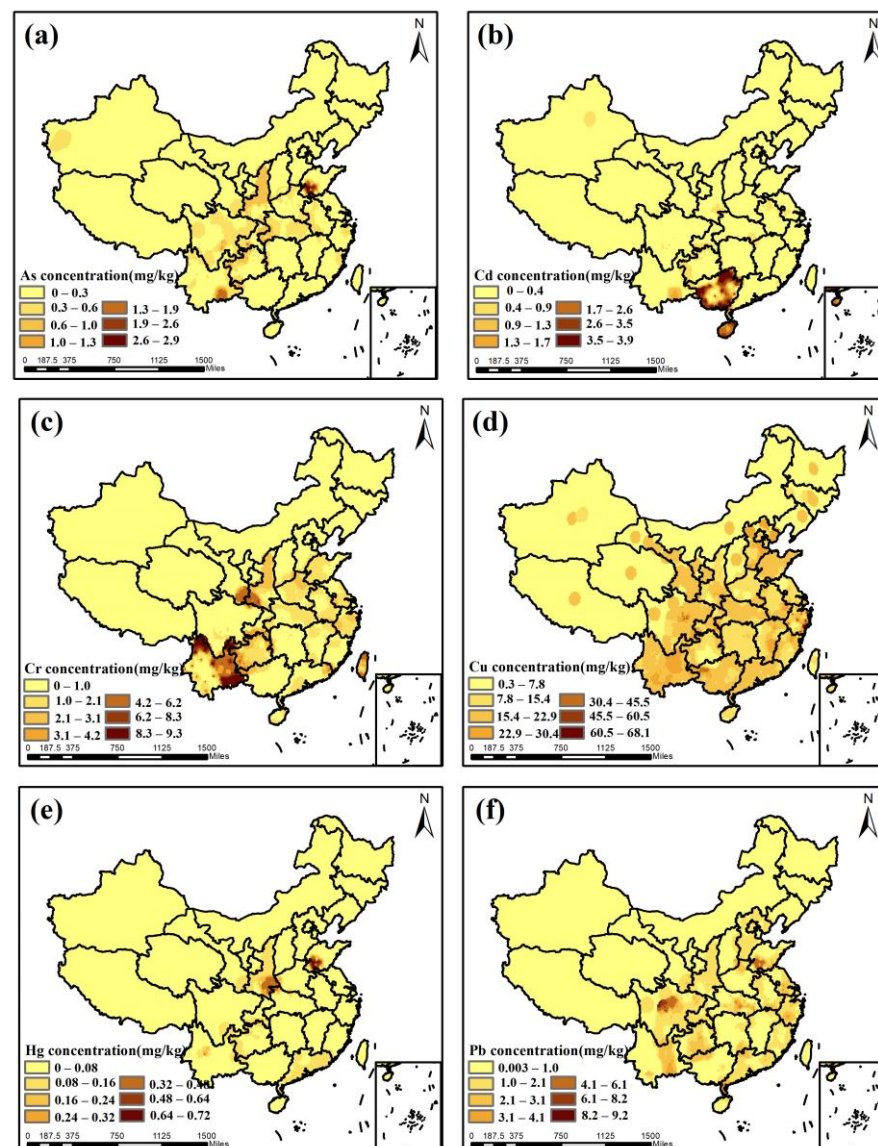 (a)
N
As concentration(mg/kg)
0 – 0.3
0.3 – 0.6
0.6 – 1.0
1.0 – 1.3
1.3 – 1.9
1.9 – 2.6
2.6 – 2.9
0 187.5 375 750 1125 1500
Miles
(b)
N
Cd concentration(mg/kg)
0 – 0.4
0.4 – 0.9
0.9 – 1.3
1.3 – 1.7
1.7 – 2.6
2.6 – 3.5
3.5 – 3.9
0 187.5 375 750 1125 1500
Miles
(c)
N
Cr concentration(mg/kg)
0 – 1.0
1.0 – 2.1
2.1 – 3.1
3.1 – 4.2
4.2 – 6.2
6.2 – 8.3
8.3 – 9.3
0 187.5 375 750 1125 1500
Miles
(d)
N
Cu concentration(mg/kg)
0.3 – 7.8
7.8 – 15.4
15.4 – 22.9
22.9 – 30.4
30.4 – 45.5
45.5 – 60.5
60.5 – 68.1
0 187.5 375 750 1125 1500
Miles
(e)
N
Hg concentration(mg/kg)
0 – 0.08
0.08 – 0.16
0.16 – 0.24
0.24 – 0.32
0.32 – 0.48
0.48 – 0.64
0.64 – 0.72
0 187.5 375 750 1125 1500
Miles
(f)
N
Pb concentration(mg/kg)
0.003 – 1.0
1.0 – 2.1
2.1 – 3.1
3.1 – 4.1
4.1 – 6.1
6.1 – 8.2
8.2 – 9.2
0 187.5 375 750 1125 1500
Miles